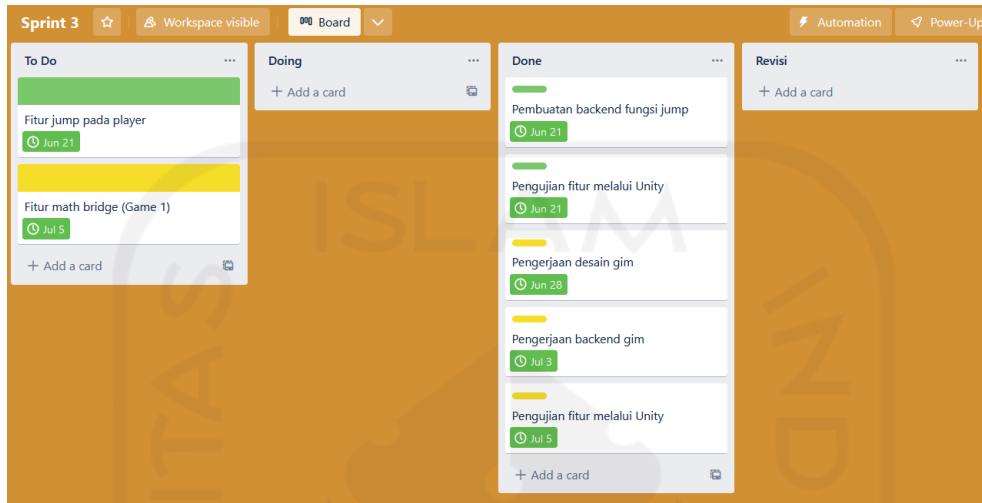 Sprint 3
Workspace visible
Board
Automation
Power-Up
To Do
Fitur jump pada player
Jun 21
Fitur math bridge (Game 1)
Jul 5
+ Add a card
Doing
+ Add a card
Done
Pembuatan backend fungsi jump
Jun 21
Pengujian fitur melalui Unity
Jun 21
Pengerjaan desain gim
Jun 28
Pengerjaan backend gim
Jul 3
Pengujian fitur melalui Unity
Jul 5
+ Add a card
Revisi
+ Add a card
ISLAM
ITAS
IND